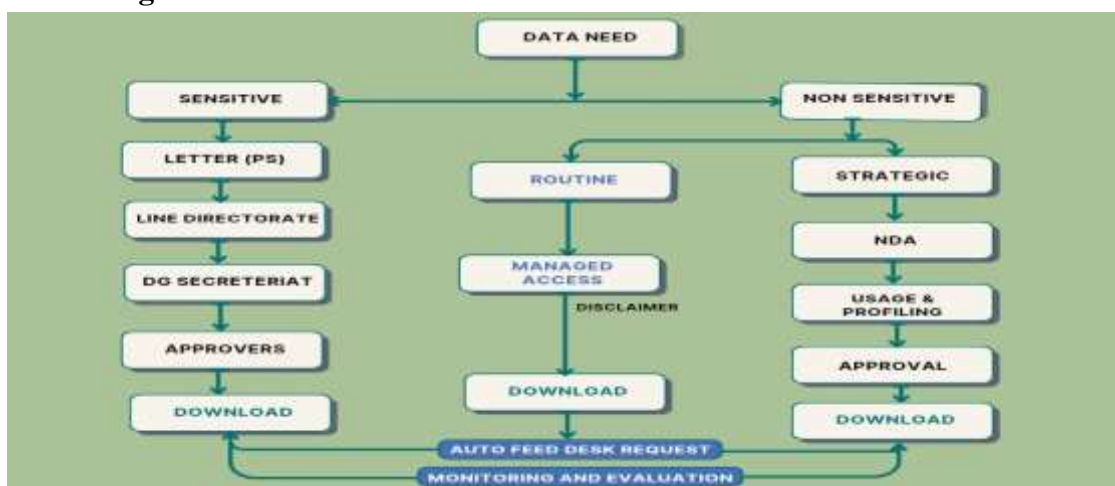 DATA NEED
SENSITIVE
NON SENSITIVE
LETTER (PS)
ROUTINE
STRATEGIC
LINE DIRECTORATE
NDA
MANAGED
ACCESS
DG SECRETERIAT
DISCLAIMER
USAGE &
PROFILING
APPROVERS
APPROVAL
DOWNLOAD
DOWNLOAD
DOWNLOAD
AUTO FEED DESK REQUEST
MONITORING AND EVALUATION